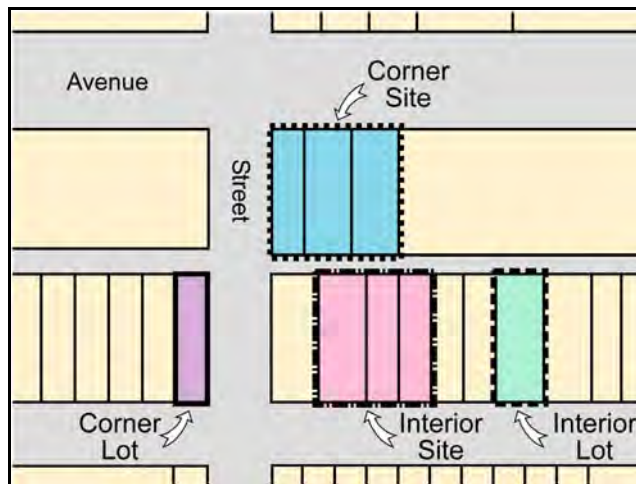 Avenue
Corner
Site
Street
Corner
Lot
Interior
Site
Interior
Lot